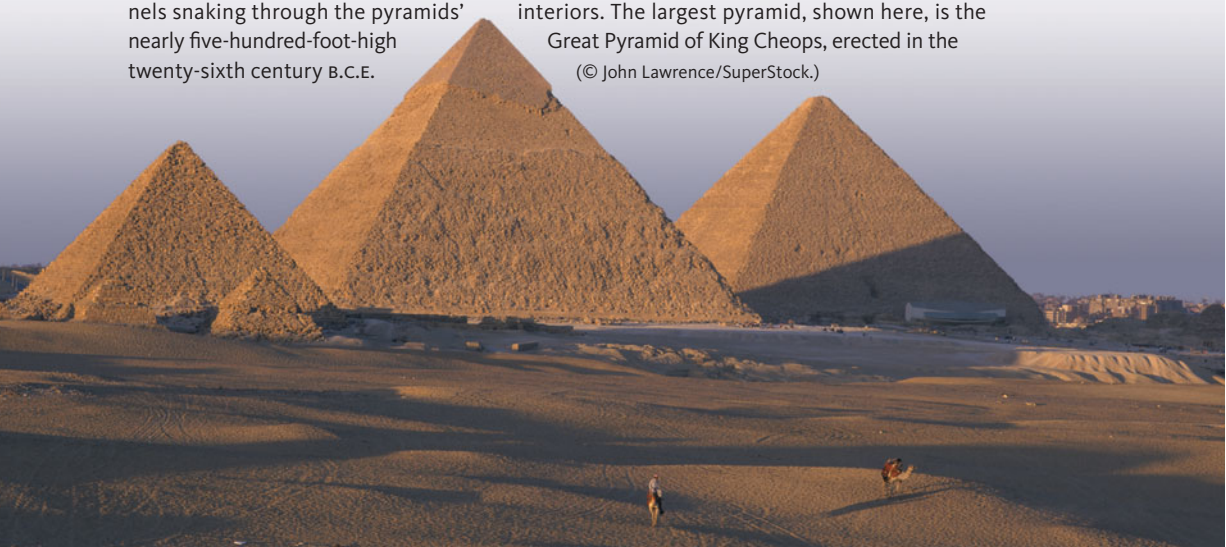 nels snaking through the pyramids’ interiors. The largest pyramid, shown here, is the
nearly five-hundred-foot-high Great Pyramid of King Cheops, erected in the
twenty-sixth century B.C.E. (© John Lawrence/SuperStock.)